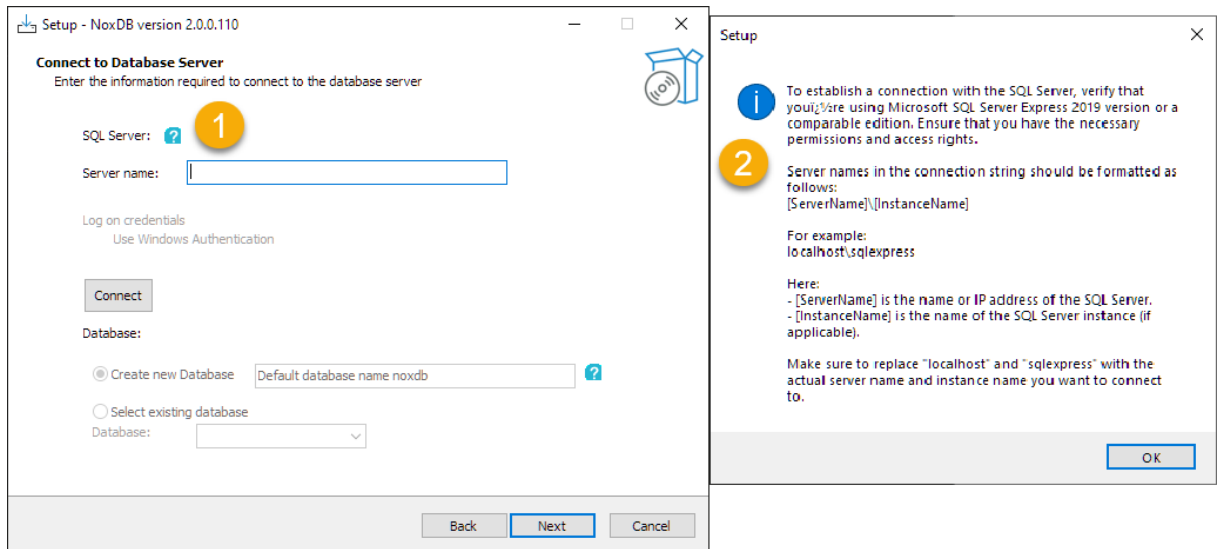 Setup - NoxDB version 2.0.0.110
Connect to Database Server
Enter the information required to connect to the database server
SQL Server: ?
1
Server name:
Log on credentials
Use Windows Authentication
Connect
Database:
Create new Database
Default database name noxdb
?
Select existing database
Database:
Back
Next
Cancel
Setup
i
To establish a connection with the SQL Server, verify that
youï¿½re using Microsoft SQL Server Express 2019 version or a
comparable edition. Ensure that you have the necessary
permissions and access rights.
2
Server names in the connection string should be formatted as
follows:
[ServerName]\[InstanceName]
For example:
localhost\sqlexpress
Here:
- [ServerName] is the name or IP address of the SQL Server.
- [InstanceName] is the name of the SQL Server instance (if
applicable).
Make sure to replace "localhost" and "sqlexpress" with the
actual server name and instance name you want to connect
to.
OK